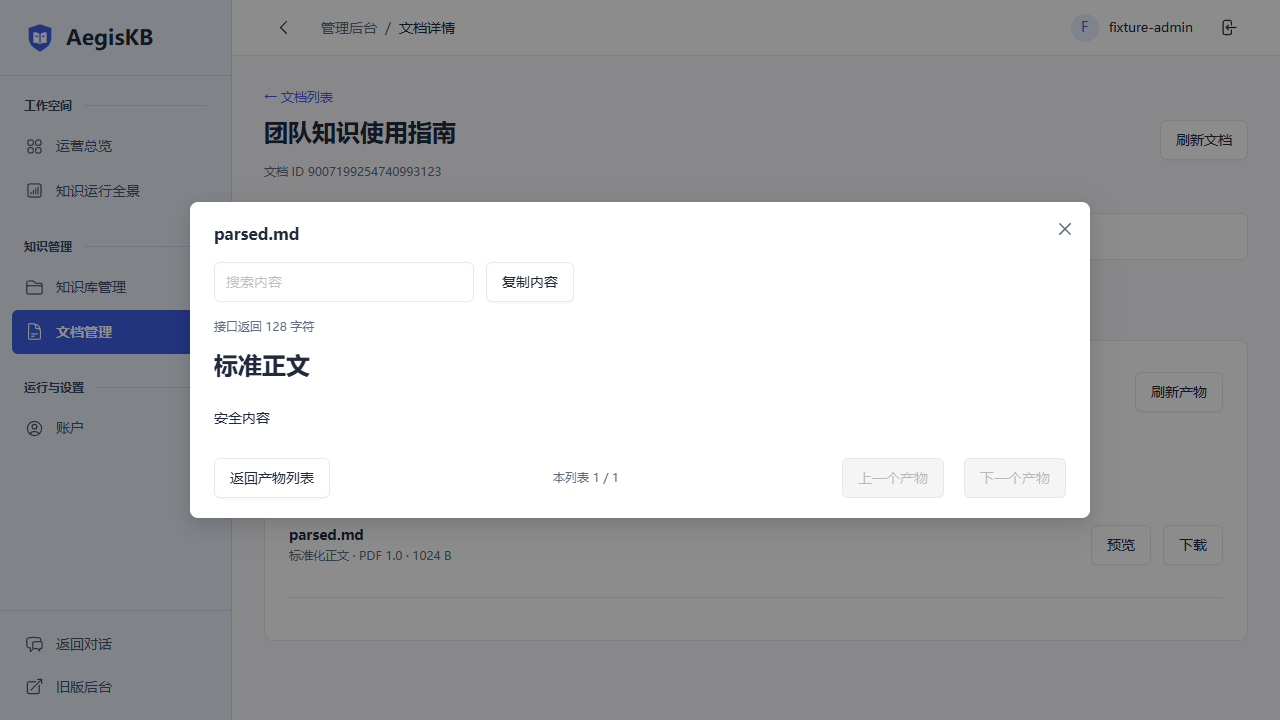 AegisKB
管理后台 / 文档详情
F fixture-admin
工作空间
运营总览
知识运行全景
知识管理
知识库管理
文档管理
运行与设置
账户
返回对话
旧版后台
← 文档列表
团队知识使用指南
刷新文档
文档 ID 9007199254740993123
parsed.md
搜索内容
复制内容
接口返回 128 字符
标准正文
安全内容
返回产物列表
本列表 1 / 1
上一个产物
下一个产物
刷新产物
parsed.md
标准化正文 · PDF 1.0 · 1024 B
预览
下载